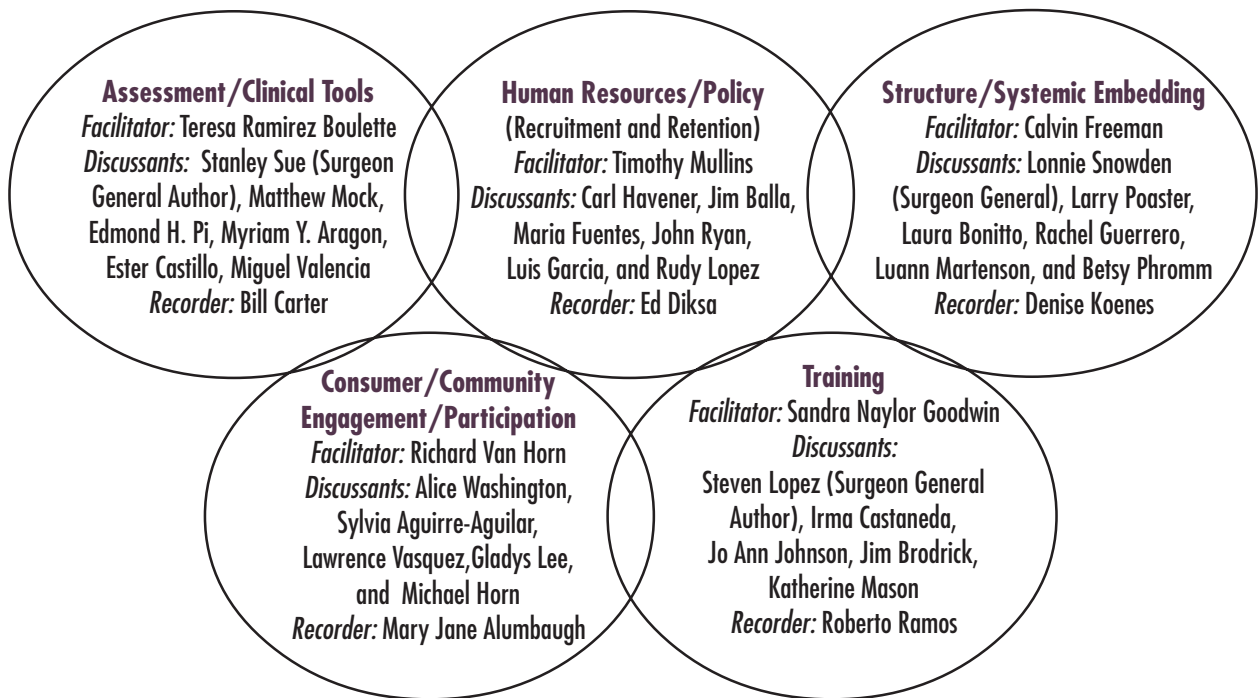 Assessment/Clinical Tools
Facilitator: Teresa Ramirez Boulette
Discussants: Stanley Sue (Surgeon
General Author), Matthew Mock,
Edmond H. Pi, Myriam Y. Aragon,
Ester Castillo, Miguel Valencia
Recorder: Bill Carter
Human Resources/Policy
(Recruitment and Retention)
Facilitator: Timothy Mullins
Discussants: Carl Havener, Jim Balla,
Maria Fuentes, John Ryan,
Luis Garcia, and Rudy Lopez
Recorder: Ed Diksa
Structure/Systemic Embedding
Facilitator: Calvin Freeman
Discussants: Lonnie Snowden
(Surgeon General), Larry Poaster,
Laura Bonitto, Rachel Guerrero,
Luann Martenson, and Betsy Phromm
Recorder: Denise Koenes
Consumer/Community
Engagement/Participation
Facilitator: Richard Van Horn
Discussants: Alice Washington,
Sylvia Aguirre-Aguilar,
Lawrence Vasquez,Gladys Lee,
and Michael Horn
Recorder: Mary Jane Alumbaugh
Training
Facilitator: Sandra Naylor Goodwin
Discussants:
Steven Lopez (Surgeon General
Author), Irma Castaneda,
Jo Ann Johnson, Jim Brodrick,
Katherine Mason
Recorder: Roberto Ramos